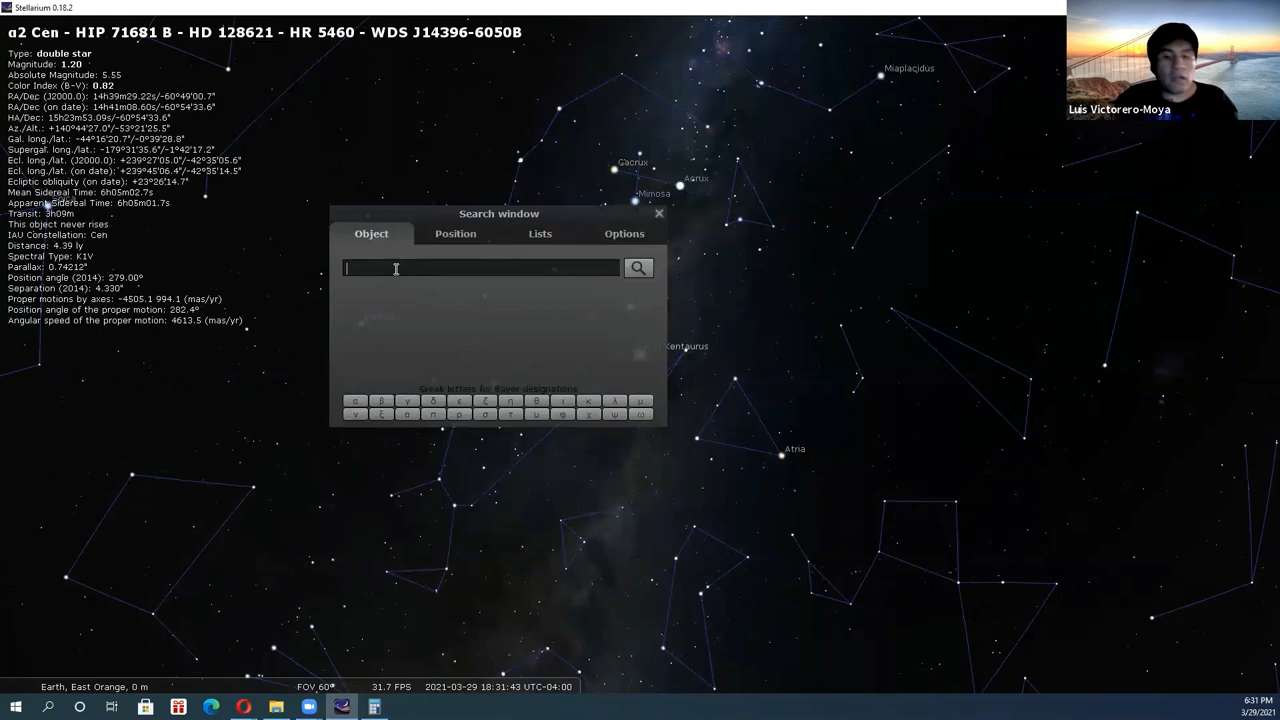 Stellarium 0.18.2
α2 Cen - HIP 71681 B - HD 128621 - HR 5460 - WDS J14396-6050B
Type: double star
Magnitude: 1.20
Absolute Magnitude: 5.55
Color Index (B-V): 0.82
RA/Dec (J2000.0): 14h39m29.22s/-60°49'00.7"
RA/Dec (on date): 14h41m08.60s/-60°54'33.6"
HA/Dec: 15h23m53.09s/-60°54'33.6"
Az./Alt.: +140°44'27.0"/-53°21'25.5"
Gal. long./lat.: -44°16'20.7"/-0°39'28.8"
Supergal. long./lat.: -179°31'35.6"/-1°42'17.2"
Ecl. long./lat. (J2000.0): +239°27'05.0"/-42°35'05.6"
Ecl. long./lat. (on date): +239°45'06.4"/-42°35'14.5"
Ecliptic obliquity (on date): +23°26'14.7"
Mean Sidereal Time: 6h05m02.7s
Apparent Sidereal Time: 6h05m01.7s
Transit: 3h09m
This object never rises
IAU Constellation: Cen
Distance: 4.39 ly
Spectral Type: K1V
Parallax: 0.74212"
Position angle (2014): 279.00°
Separation (2014): 4.330"
Proper motions by axes: -4505.1 994.1 (mas/yr)
Position angle of the proper motion: 282.4°
Angular speed of the proper motion: 4613.5 (mas/yr)
Miaplacidus
Luis Victorero-Moya
Gacrux
Acrux
Mimosa
Search window
Object Position Lists Options
Kentaurus
Greek letters for Bayer designations
α β γ δ ε ζ η θ ι κ λ μ
ν ξ ο π ρ σ τ υ φ χ ψ ω
Atria
Earth, East Orange, 0 m FOV 60° 31.7 FPS 2021-03-29 18:31:43 UTC-04:00
6:31 PM
3/29/2021